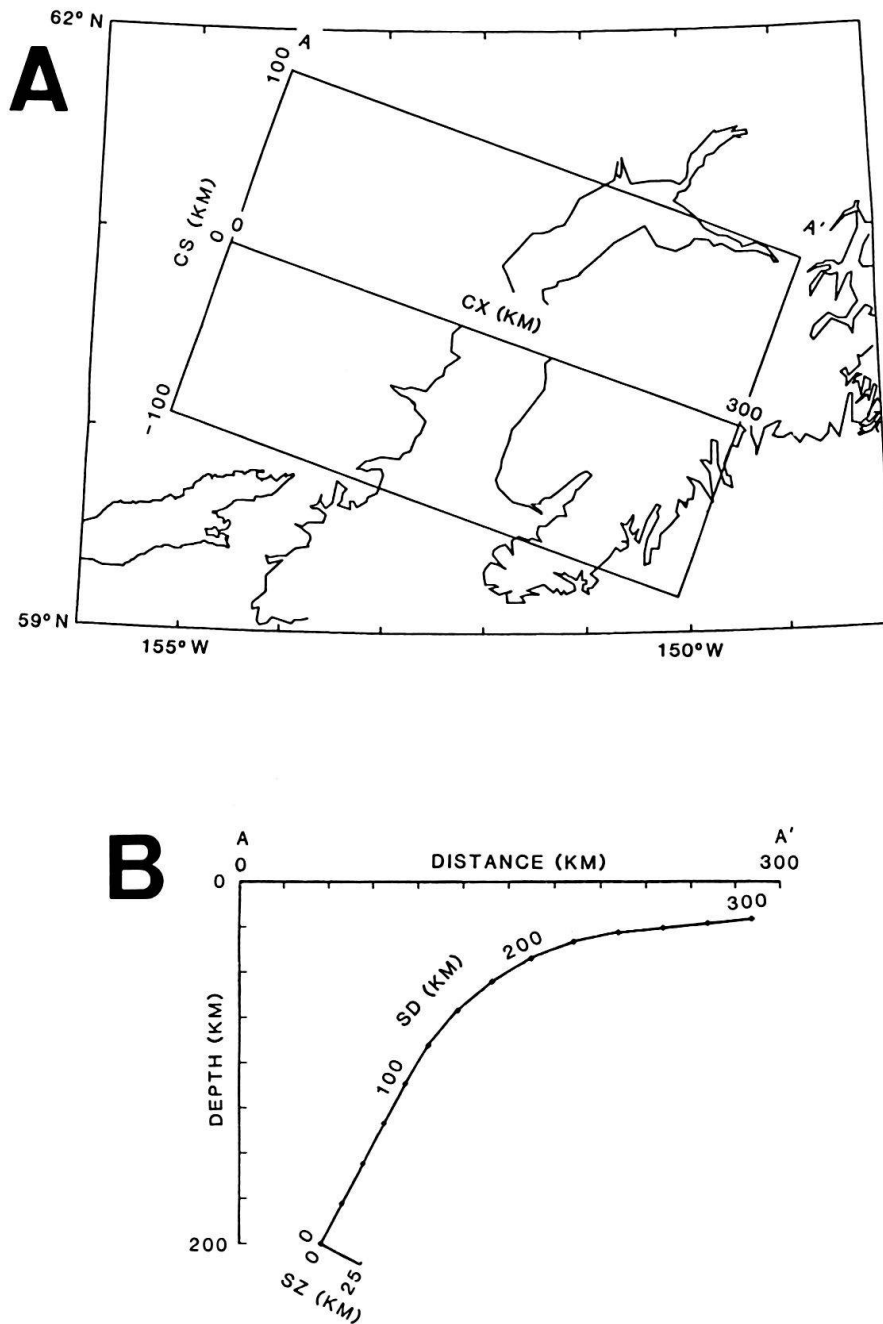 A
62° N
A
100
CS (KM)
0
0
CX (KM)
A'
-100
300
59° N
155° W
150° W
B
A
A'
0
DISTANCE (KM)
300
0
300
200
SD (KM)
100
DEPTH (KM)
200
0
0
25
SZ (KM)